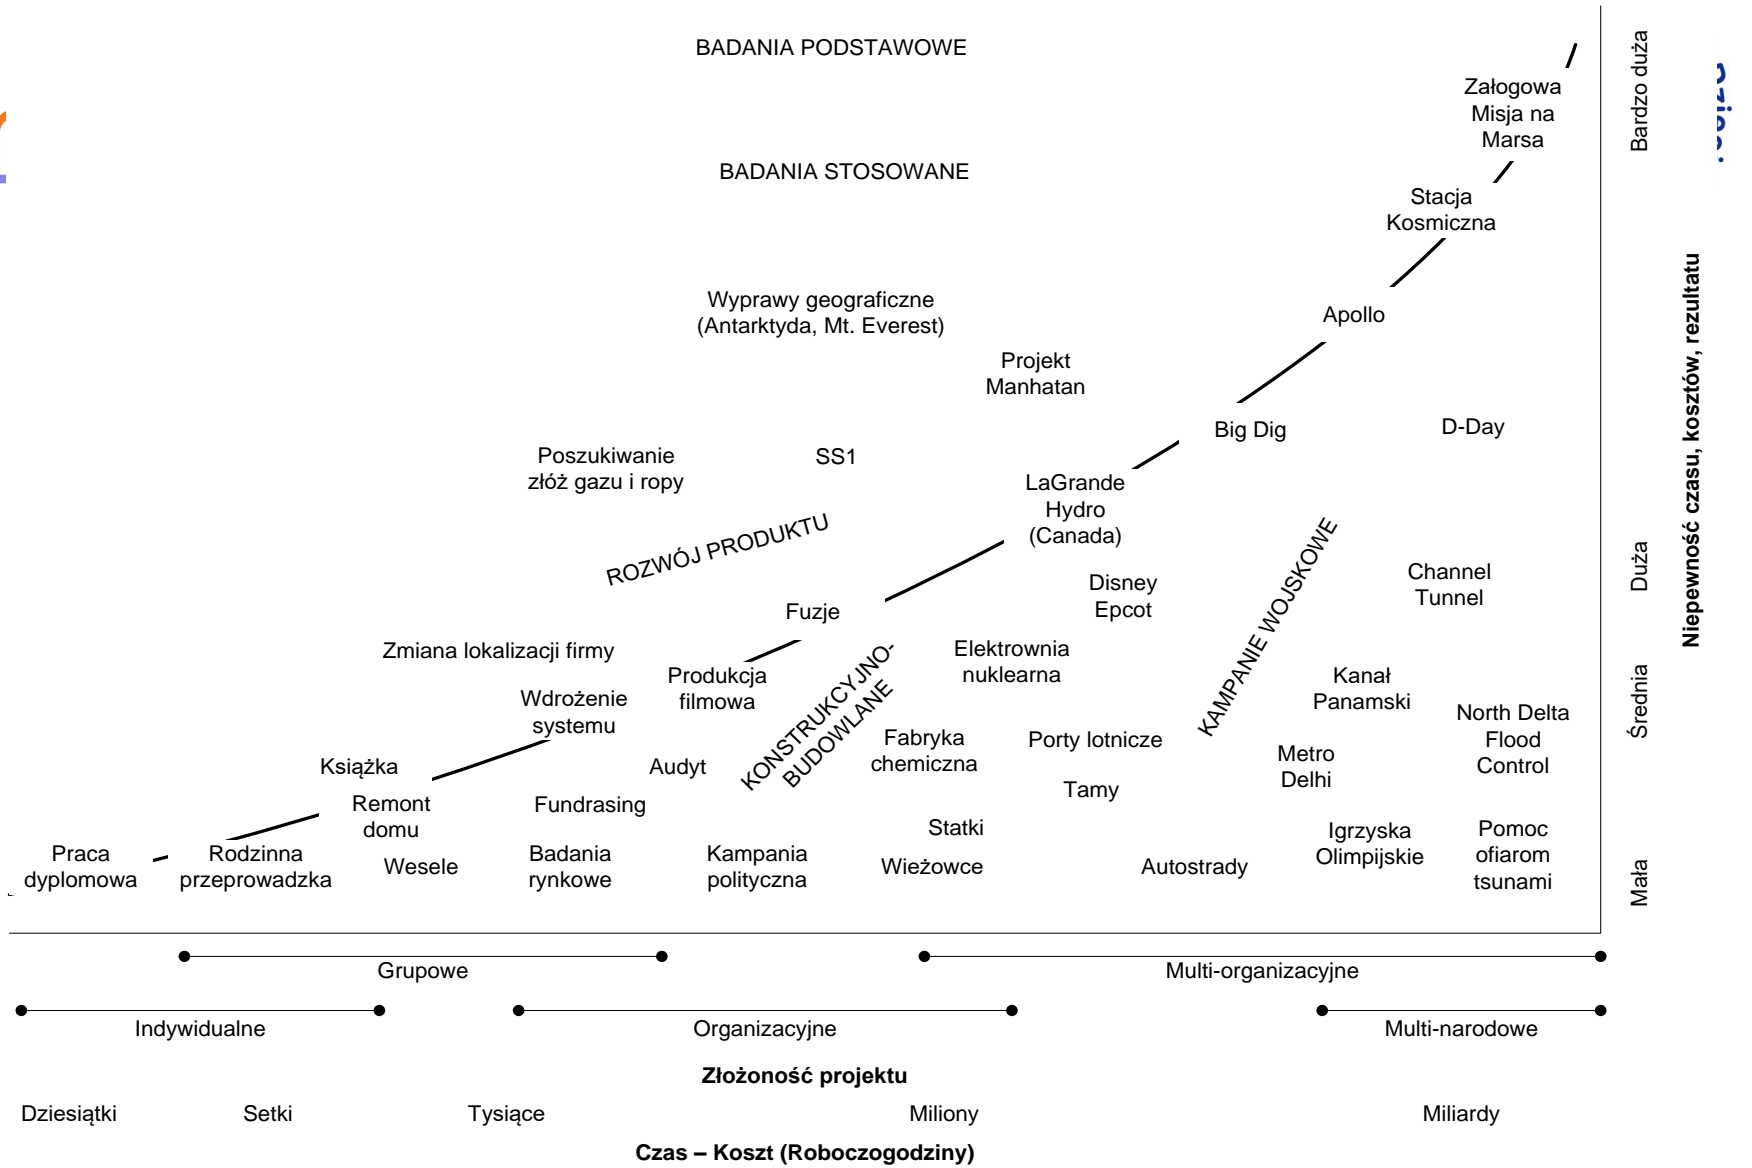 BADANIA PODSTAWOWE
Załogowa
Misja na
Marsa
BADANIA STOSOWANE
Stacja
Kosmiczna
Wyprawy geograficzne
(Antarktyda, Mt. Everest)
Apollo
Projekt
Manhatan
Big Dig
D-Day
Poszukiwanie
złóż gazu i ropy
SS1
LaGrande
Hydro
(Canada)
ROZWÓJ PRODUKTU
KAMPANIE WOJSKOWE
Channel
Tunnel
Disney
Epcot
Fuzje
Zmiana lokalizacji firmy
Elektrownia
nuklearna
Produkcja
filmowa
KONSTRUKCYJNO-
BUDOWLANE
Kanał
Panamski
Wdrożenie
systemu
North Delta
Flood
Control
Fabryka
chemiczna
Porty lotnicze
Metro
Delhi
Książka
Audyt
Tamy
Remont
domu
Fundrasing
Statki
Igrzyska
Olimpijskie
Pomoc
ofiarom
tsunami
Praca
dyplomowa
Rodzinna
przeprowadzka
Wesele
Badania
rynkowe
Kampania
polityczna
Wieżowce
Autostrady
Bardzo duża
Duża
Średnia
Mała
Niepewność czasu, kosztów, rezultatu
Grupowe
Multi-organizacyjne
Indywidualne
Organizacyjne
Multi-narodowe
Złożoność projektu
Dziesiątki
Setki
Tysiące
Miliony
Miliardy
Czas – Koszt (Roboczogodziny)